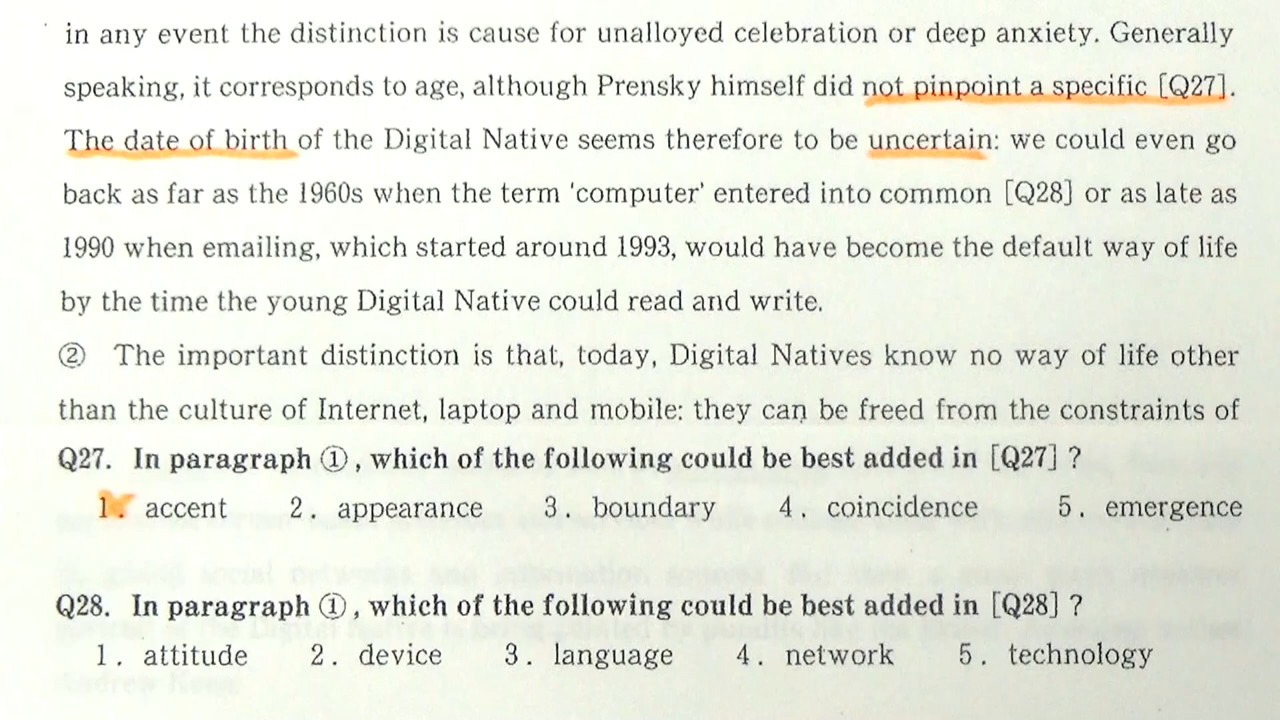 in any event the distinction is cause for unalloyed celebration or deep anxiety. Generally
speaking, it corresponds to age, although Prensky himself did not pinpoint a specific [Q27].
The date of birth of the Digital Native seems therefore to be uncertain: we could even go
back as far as the 1960s when the term 'computer' entered into common [Q28] or as late as
1990 when emailing, which started around 1993, would have become the default way of life
by the time the young Digital Native could read and write.
② The important distinction is that, today, Digital Natives know no way of life other
than the culture of Internet, laptop and mobile: they can be freed from the constraints of
Q27. In paragraph ①, which of the following could be best added in [Q27] ?
1. accent 2. appearance 3. boundary 4. coincidence 5. emergence
Q28. In paragraph ①, which of the following could be best added in [Q28] ?
1. attitude 2. device 3. language 4. network 5. technology